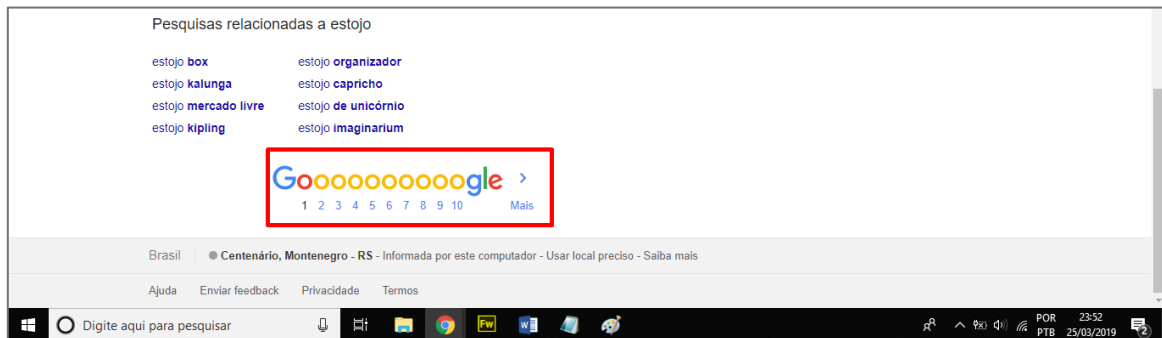 Pesquisas relacionadas a estojo
estojo box estojo organizador
estojo kalunga estojo capricho
estojo mercado livre estojo de unicórnio
estojo kipling estojo imaginarium
Goooooooooogle >
1 2 3 4 5 6 7 8 9 10 Mais
Brasil Centenário, Montenegro - RS - Informada por este computador - Usar local preciso - Saiba mais
Ajuda Enviar feedback Privacidade Termos
Digite aqui para pesquisar Fw W POR 23:52
PTB 25/03/2019 2